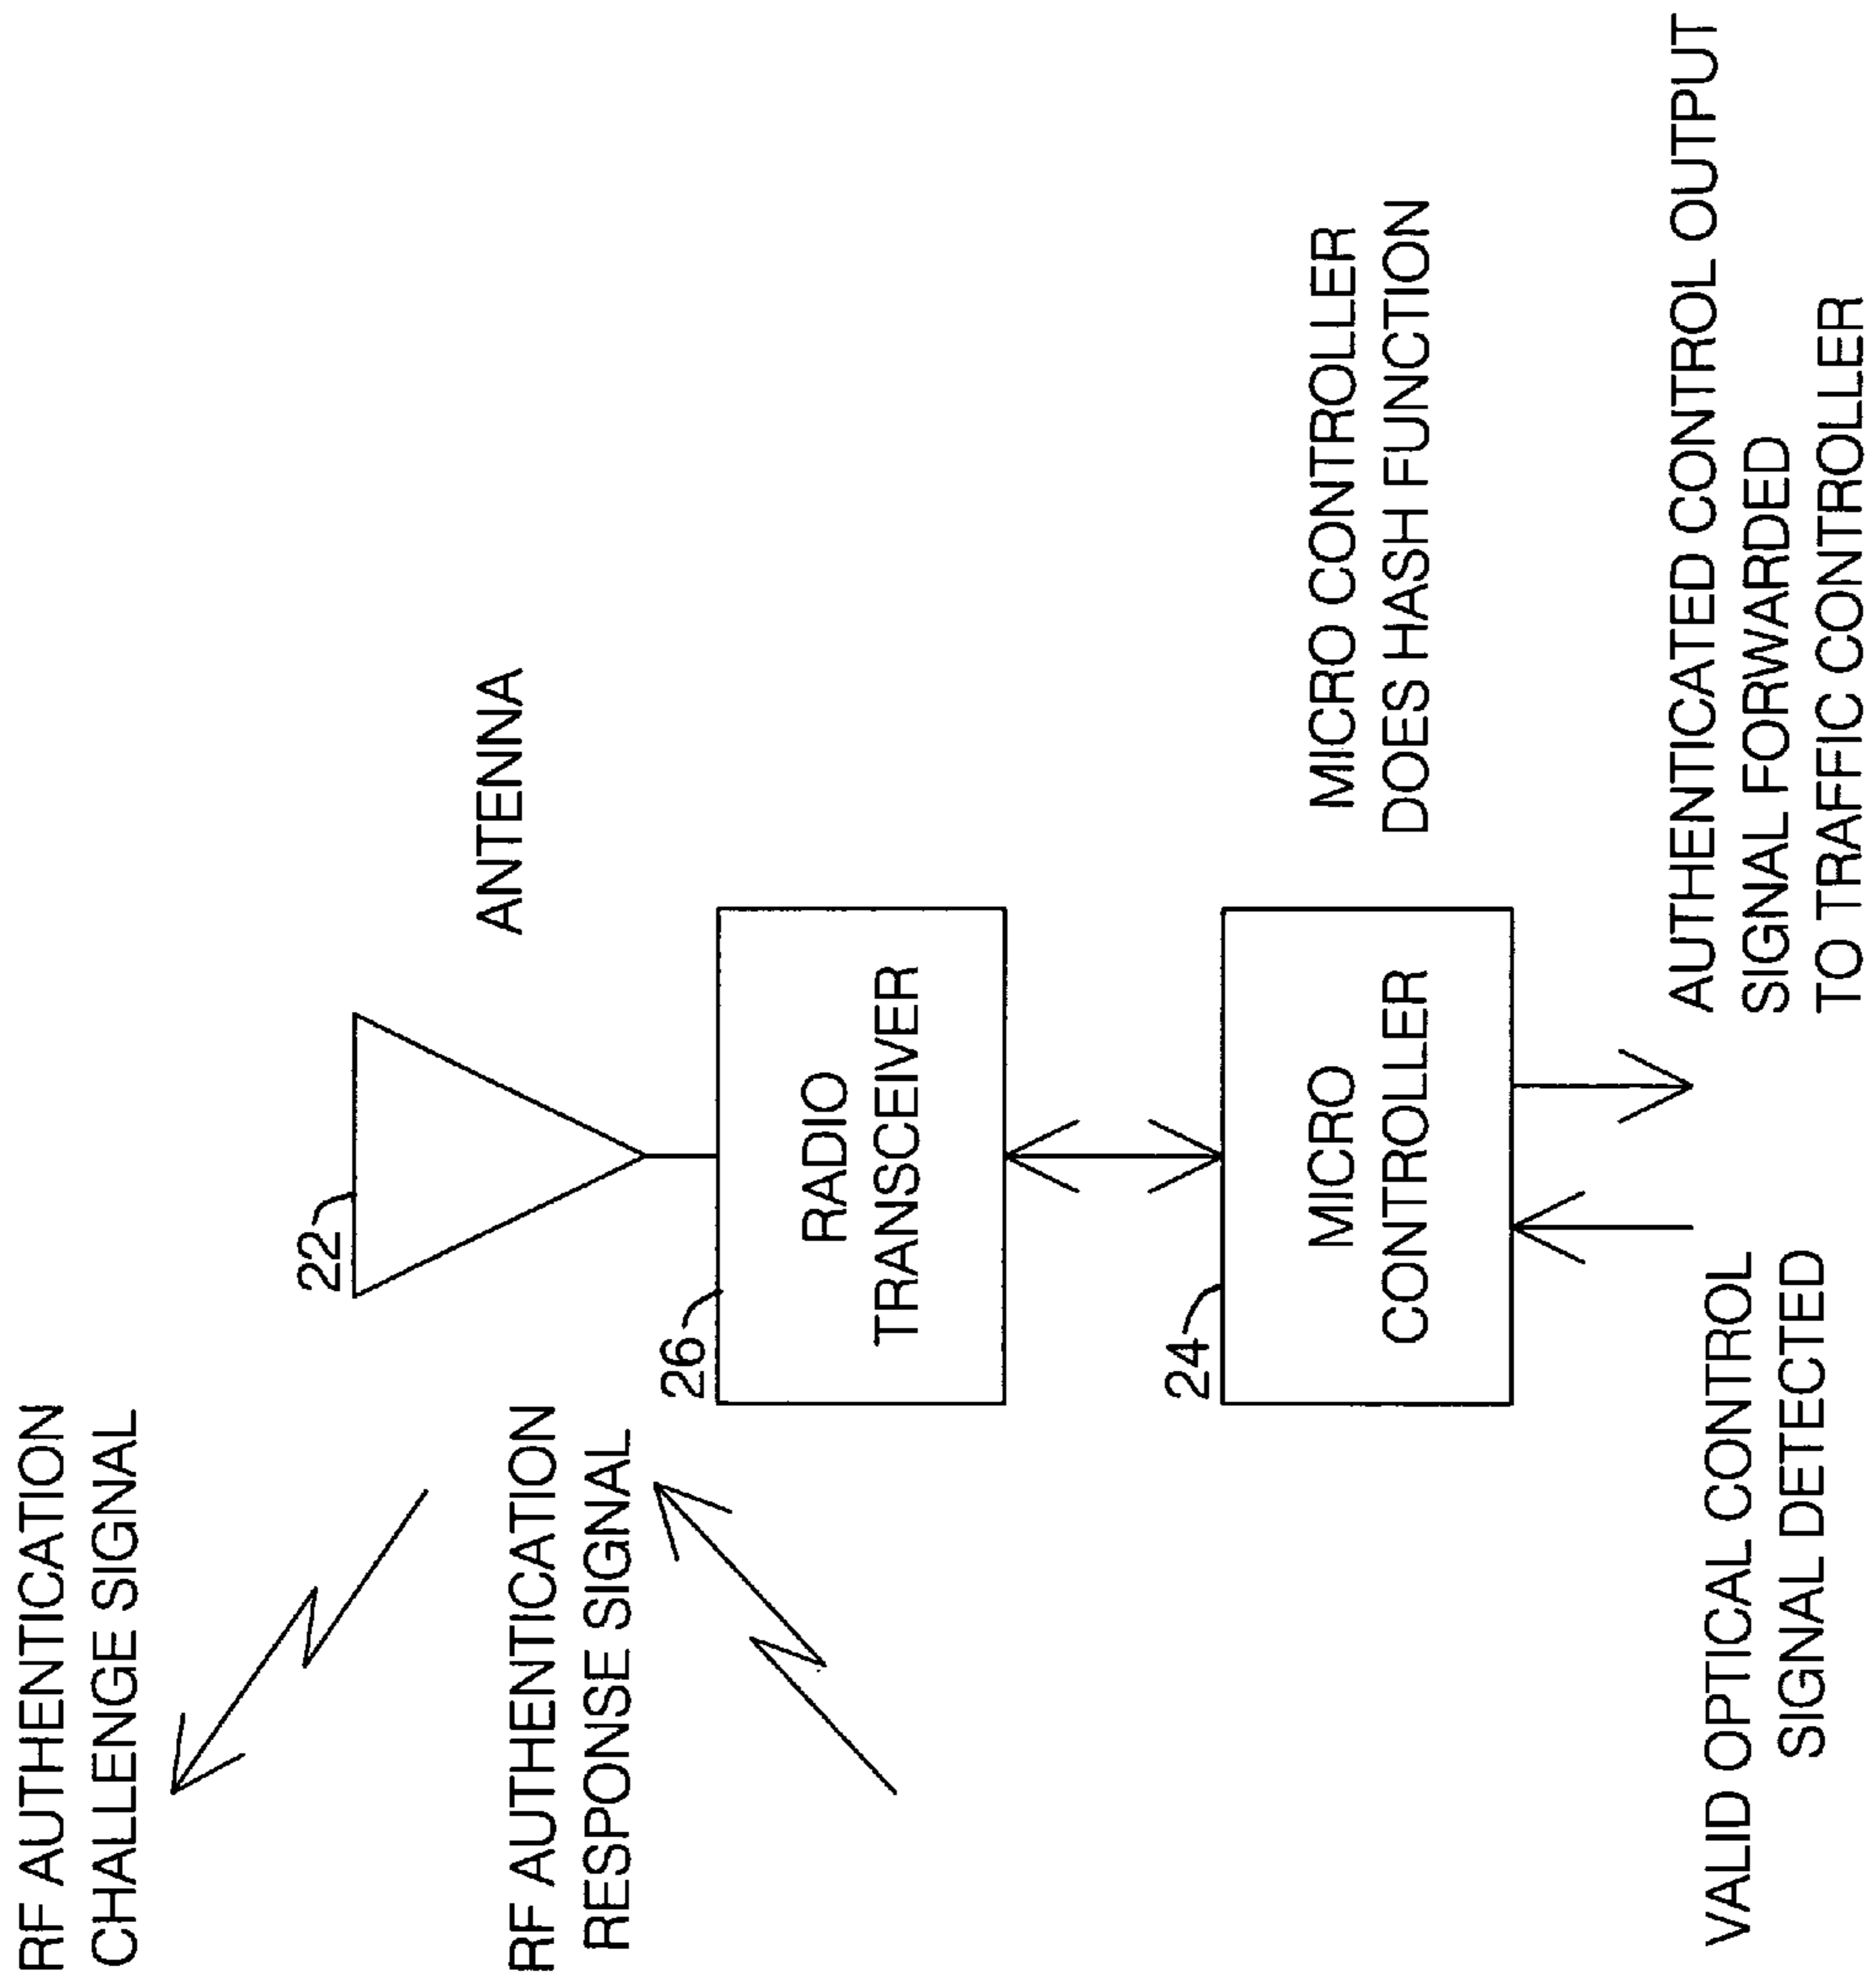 RF AUTHENTICATION
CHALLENGE SIGNAL
22
ANTENNA
RF AUTHENTICATION
RESPONSE SIGNAL
26
RADIO
TRANSCEIVER
24
MICRO
CONTROLLER
MICRO CONTROLLER
DOES HASH FUNCTION
VALID OPTICAL CONTROL
SIGNAL DETECTED
AUTHENTICATED CONTROL OUTPUT
SIGNAL FORWARDED
TO TRAFFIC CONTROLLER